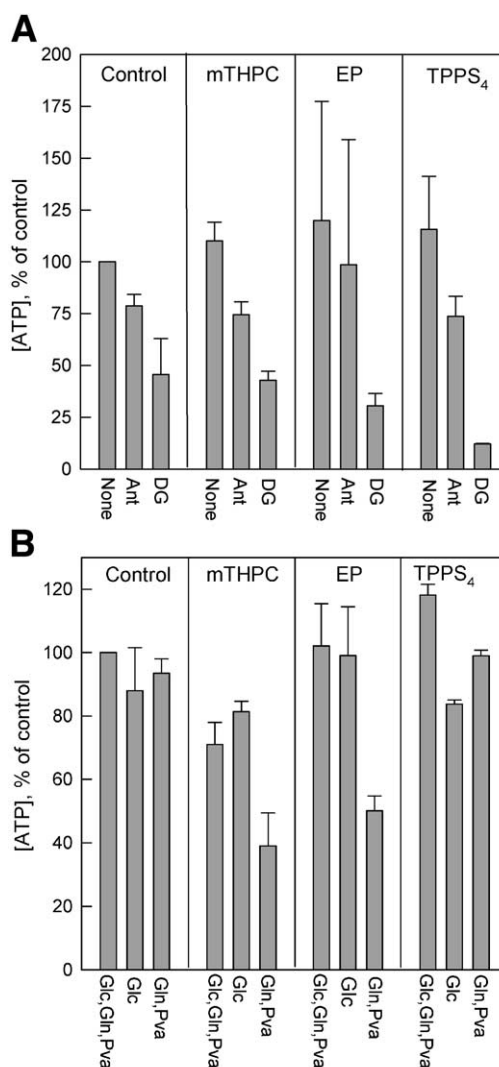 A
[ATP], % of control
200
175
150
125
100
75
50
25
0
Control
mTHPC
EP
TPPS4
None
Ant
DG
None
Ant
DG
None
Ant
DG
None
Ant
DG
B
[ATP], % of control
120
100
80
60
40
20
0
Control
mTHPC
EP
TPPS4
Glc,Gln,Pva
Glc
Gln,Pva
Glc,Gln,Pva
Glc
Gln,Pva
Glc,Gln,Pva
Glc
Gln,Pva
Glc,Gln,Pva
Glc
Gln,Pva